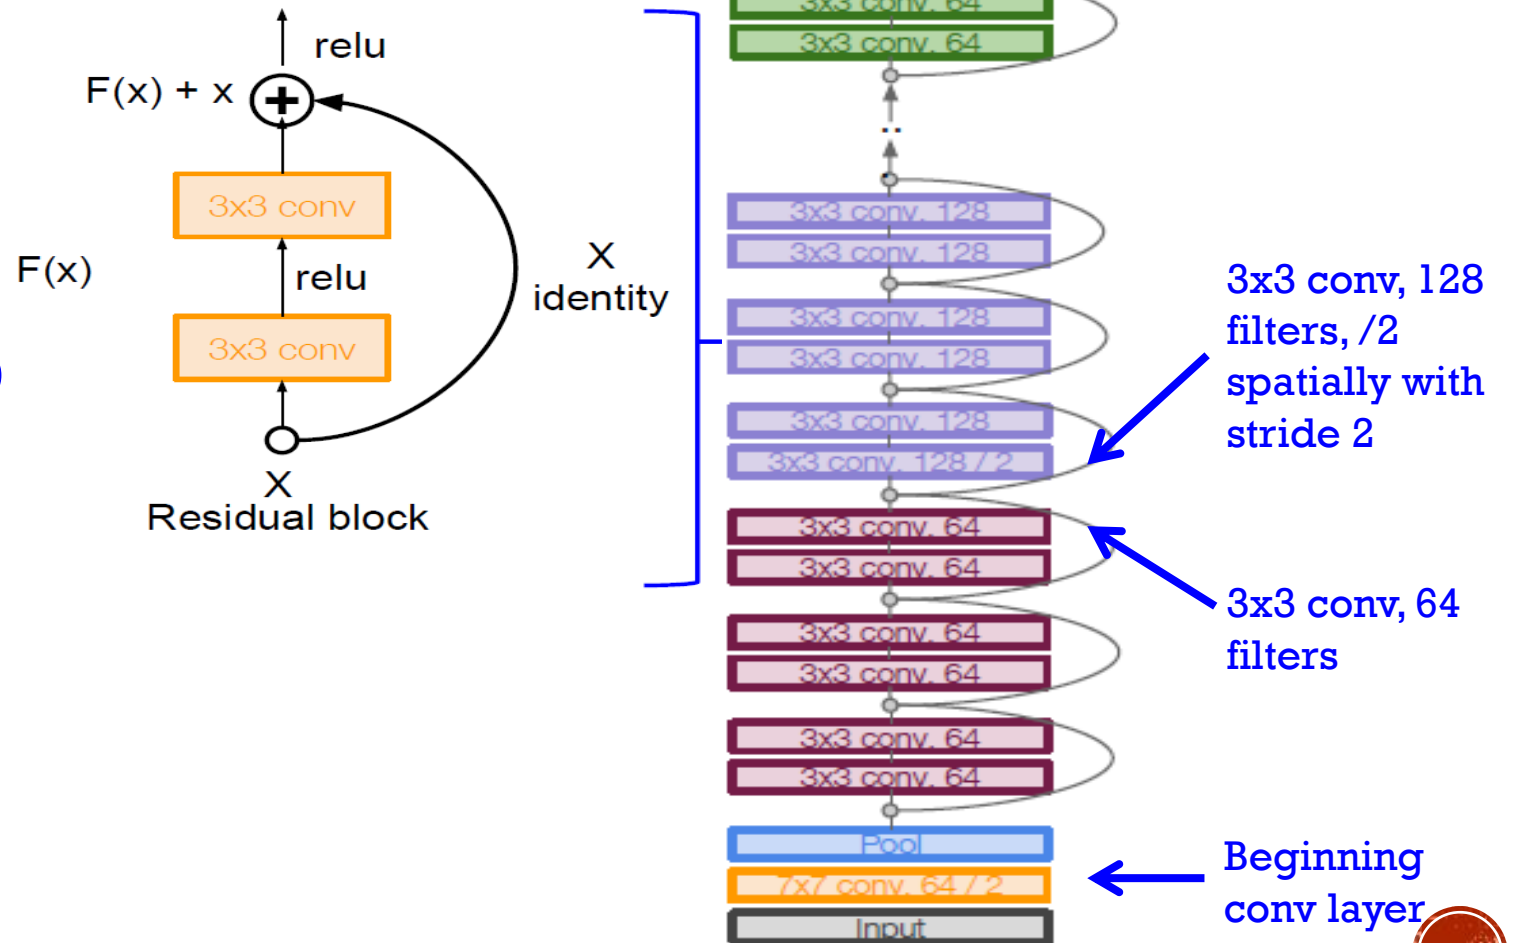 relu
F(x) + x
3x3 conv
F(x)
relu
X
identity
3x3 conv
X
Residual block
3x3 conv, 64
3x3 conv, 64
..
3x3 conv, 128
3x3 conv, 128
3x3 conv, 128
3x3 conv, 128
3x3 conv, 128
3x3 conv, 128 / 2
3x3 conv, 64
3x3 conv, 64
3x3 conv, 64
3x3 conv, 64
3x3 conv, 64
3x3 conv, 64
Pool
7x7 conv, 64 / 2
Input
3x3 conv, 128
filters, /2
spatially with
stride 2
3x3 conv, 64
filters
Beginning
conv layer